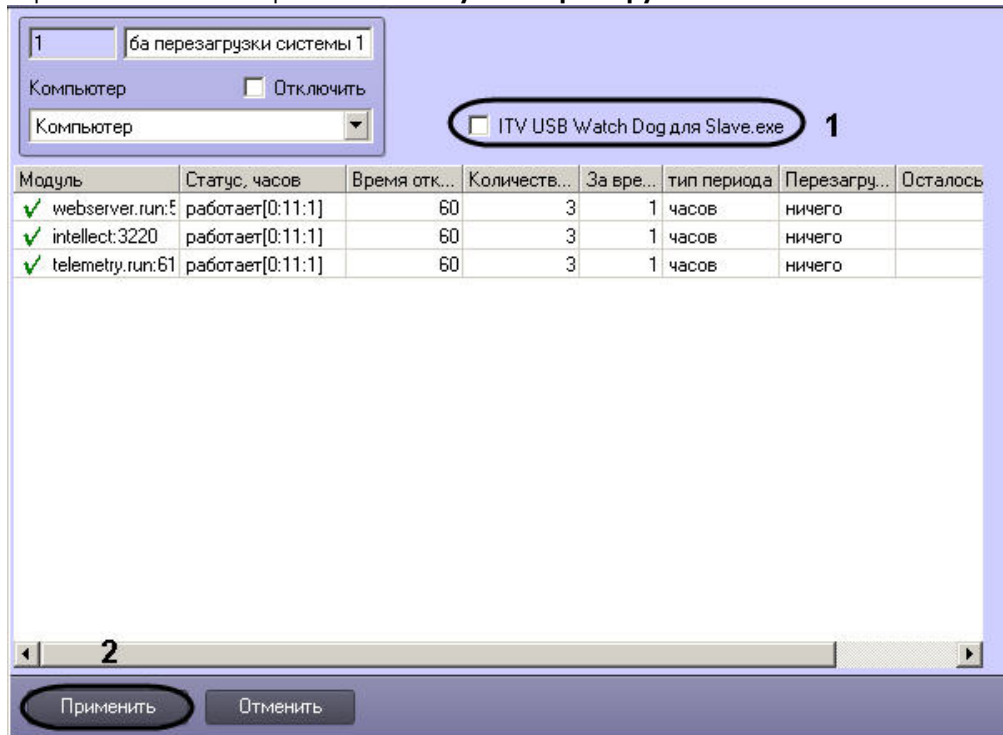 1 ба перезагрузки системы 1
Компьютер Отключить
Компьютер
ITV USB Watch Dog для Slave.exe 1
Модуль Статус, часов Время отк... Количеств... За вре... тип периода Перезагру... Осталось
webserver.run:5 работает[0:11:1] 60 3 1 часов ничего
intellect:3220 работает[0:11:1] 60 3 1 часов ничего
telemetry.run:61 работает[0:11:1] 60 3 1 часов ничего
2
Применить Отменить